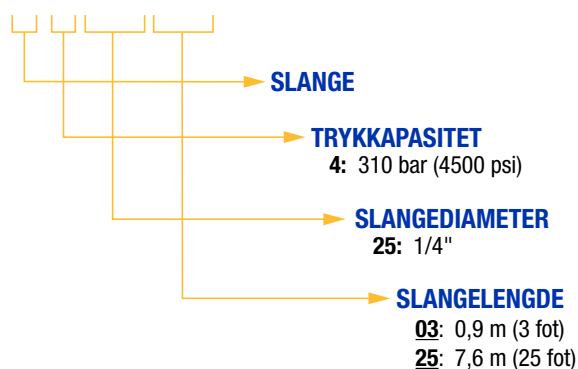 SLANGE
TRYKKAPASITET
4: 310 bar (4500 psi)
SLANGEDIAMETER
25: 1/4"
SLANGELENGDE
03: 0,9 m (3 fot)
25: 7,6 m (25 fot)